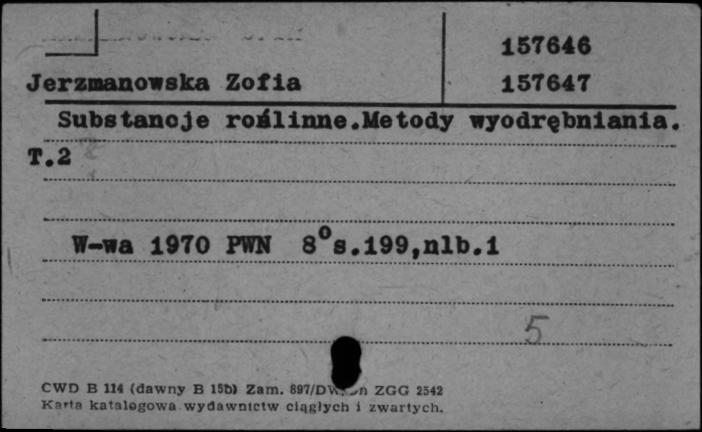 157646
Jerzmanowska Zofia 157647
Substancje roślinne.Metody wyodrębniania.
T.2
W-wa 1970 PWN 8°s.199,nlb.1
5
CWD B 114 (dawny B 15b) Zam. 897/DW ZGG 2542
Karta katalogowa wydawnictw ciągłych i zwartych.